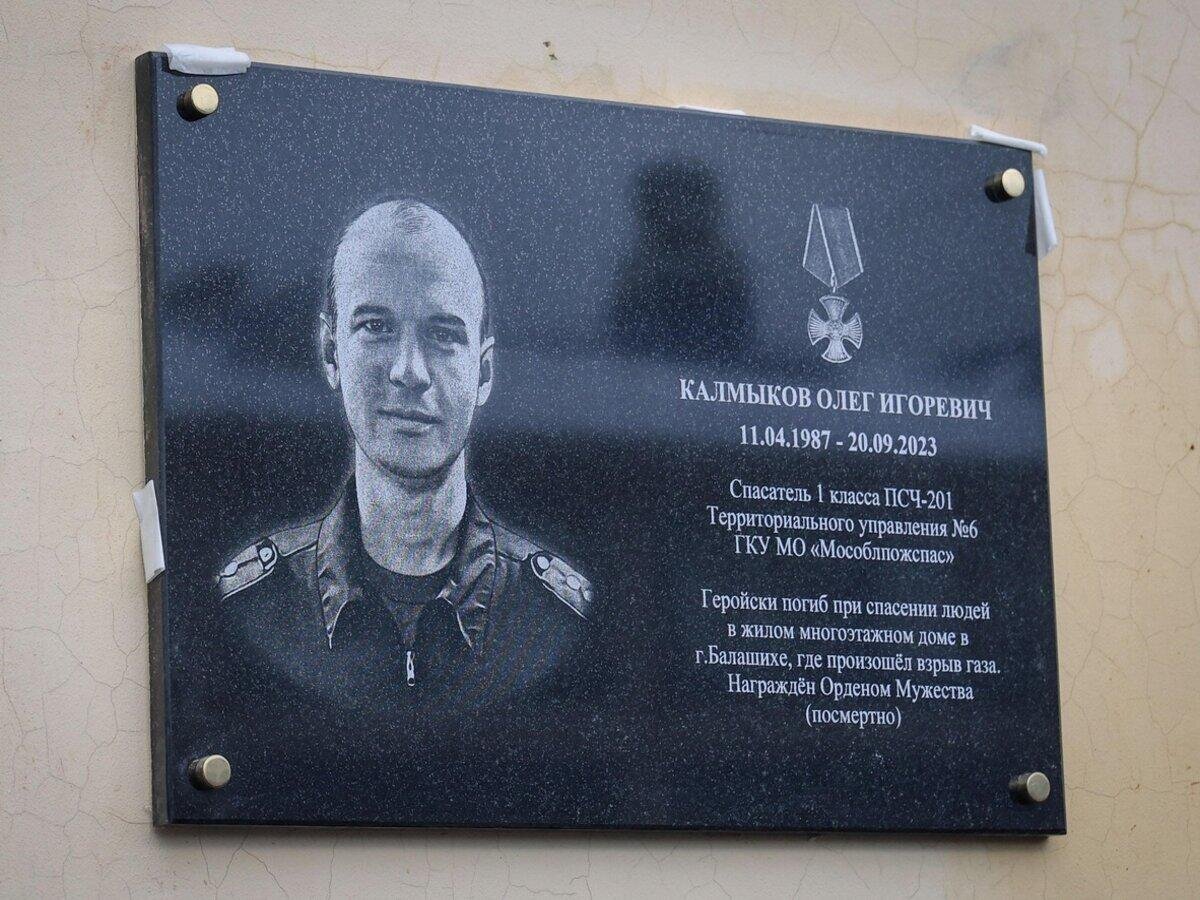 КАЛМЫКОВ ОЛЕГ ИГОРЕВИЧ
11.04.1987 - 20.09.2023
Спасатель 1 класса ПСЧ-201
Территориального управления №6
ГКУ МО «Мособлпожспас»
Геройски погиб при спасении людей
в жилом многоэтажном доме в
г.Балашихе, где произошёл взрыв газа.
Награждён Орденом Мужества
(посмертно)